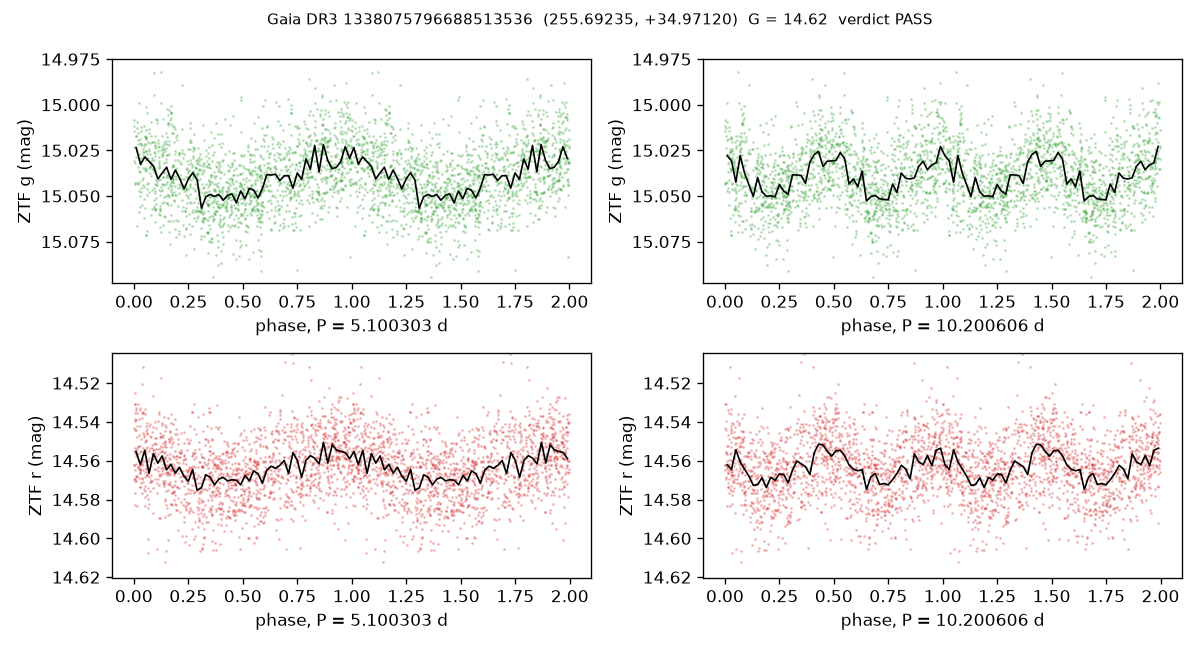 Gaia DR3 1338075796688513536 (255.69235, +34.97120) G = 14.62 verdict PASS
14.975
15.000
15.025
15.050
15.075
ZTF g (mag)
0.00 0.25 0.50 0.75 1.00 1.25 1.50 1.75 2.00
phase, P = 5.100303 d
14.975
15.000
15.025
15.050
15.075
ZTF g (mag)
0.00 0.25 0.50 0.75 1.00 1.25 1.50 1.75 2.00
phase, P = 10.200606 d
14.52
14.54
14.56
14.58
14.60
14.62
ZTF r (mag)
0.00 0.25 0.50 0.75 1.00 1.25 1.50 1.75 2.00
phase, P = 5.100303 d
14.52
14.54
14.56
14.58
14.60
14.62
ZTF r (mag)
0.00 0.25 0.50 0.75 1.00 1.25 1.50 1.75 2.00
phase, P = 10.200606 d